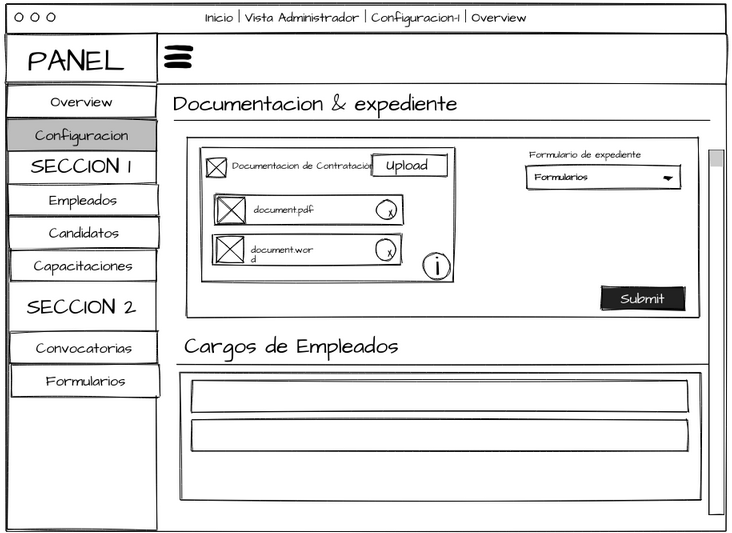 Inicio | Vista Administrador | Configuracion-1 | Overview
PANEL
Overview
Configuracion
SECCION 1
Empleados
Candidatos
Capacitaciones
SECCION 2
Convocatorias
Formularios
Documentacion & expediente
Documentacion de Contratación
Upload
document.pdf
x
document.wor
d
x
i
Formulario de expediente
Formularios
Submit
Cargos de Empleados